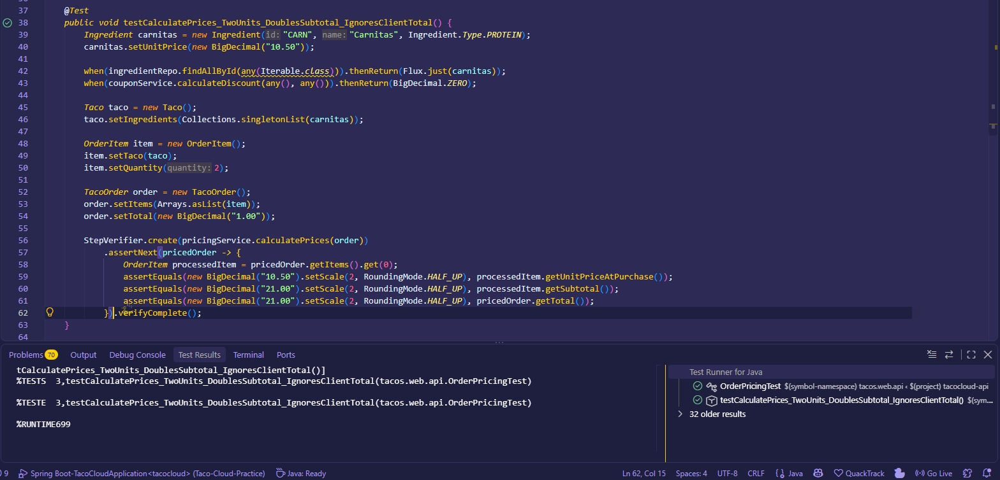 36
37 @Test
38 public void testCalculatePrices_TwoUnits_DoublesSubtotal_IgnoresClientTotal() {
39 Ingredient carnitas = new Ingredient(id: "CARN", name: "Carnitas", Ingredient.Type.PROTEIN);
40 carnitas.setUnitPrice(new BigDecimal("10.50"));
41
42 when(ingredientRepo.findAllById(any(Iterable.class))).thenReturn(Flux.just(carnitas));
43 when(couponService.calculateDiscount(any(), any())).thenReturn(BigDecimal.ZERO);
44
45 Taco taco = new Taco();
46 taco.setIngredients(Collections.singletonList(carnitas));
47
48 OrderItem item = new OrderItem();
49 item.setTaco(taco);
50 item.setQuantity(quantity: 2);
51
52 TacoOrder order = new TacoOrder();
53 order.setItems(Arrays.asList(item));
54 order.setTotal(new BigDecimal("1.00"));
55
56 StepVerifier.create(pricingService.calculatePrices(order))
57 .assertNext(pricedOrder -> {
58 OrderItem processedItem = pricedOrder.getItems().get(0);
59 assertEquals(new BigDecimal("10.50").setScale(2, RoundingMode.HALF_UP), processedItem.getUnitPriceAtPurchase());
60 assertEquals(new BigDecimal("21.00").setScale(2, RoundingMode.HALF_UP), processedItem.getSubtotal());
61 assertEquals(new BigDecimal("21.00").setScale(2, RoundingMode.HALF_UP), pricedOrder.getTotal());
62 }).verifyComplete();
63 }
64
Problems 70 Output Debug Console Test Results Terminal Ports
tCalculatePrices_TwoUnits_DoublesSubtotal_IgnoresClientTotal()]
%TESTS 3,testCalculatePrices_TwoUnits_DoublesSubtotal_IgnoresClientTotal(tacos.web.api.OrderPricingTest)
%TESTE 3,testCalculatePrices_TwoUnits_DoublesSubtotal_IgnoresClientTotal(tacos.web.api.OrderPricingTest)
%RUNTIME699
Test Runner for Java
OrderPricingTest $(symbol-namespace) tacos.web.api < $(project) tacocloud-api
testCalculatePrices_TwoUnits_DoublesSubtotal_IgnoresClientTotal() $(sym...
32 older results
9 Spring Boot-TacoCloudApplication<tacocloud> (Taco-Cloud-Practice) Java: Ready Ln 62, Col 15 Spaces: 4 UTF-8 CRLF { } Java QuackTrack Go Live